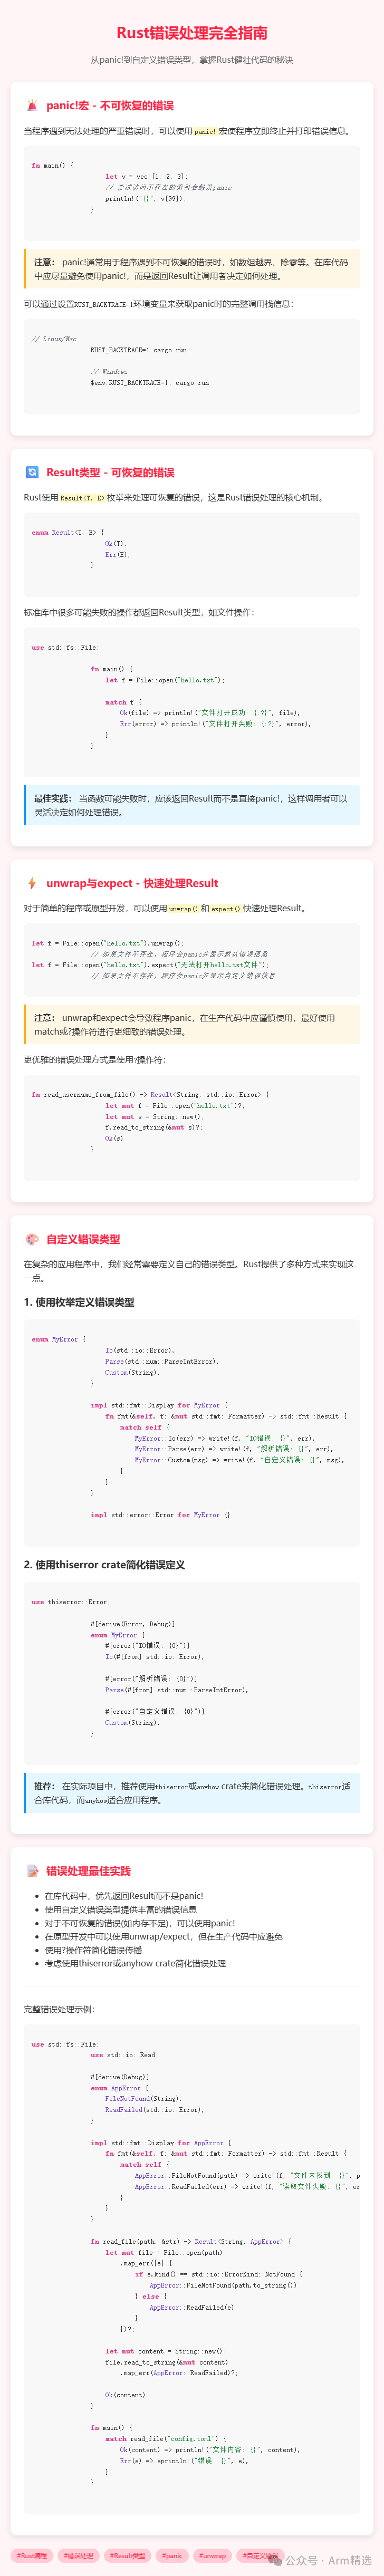 Rust错误处理完全指南
从panic!到自定义错误类型，掌握Rust健壮代码的秘诀
panic!宏 - 不可恢复的错误
当程序遇到无法处理的严重错误时，可以使用 panic! 宏使程序立即终止并打印错误信息。
fn main() {
let v = vec![1, 2, 3];
// 尝试访问不存在的索引会触发panic
println!("{}", v[99]);
}
注意： panic!通常用于程序遇到不可恢复的错误时，如数组越界、除零等。在库代码
中应尽量避免使用panic!，而是返回Result让调用者决定如何处理。
可以通过设置RUST_BACKTRACE=1环境变量来获取panic时的完整调用栈信息：
// Linux/Mac
RUST_BACKTRACE=1 cargo run
// Windows
$env:RUST_BACKTRACE=1; cargo run
Result类型 - 可恢复的错误
Rust使用 Result<T, E> 枚举来处理可恢复的错误，这是Rust错误处理的核心机制。
enum Result<T, E> {
Ok(T),
Err(E),
}
标准库中很多可能失败的操作都返回Result类型，如文件操作：
use std::fs::File;
fn main() {
let f = File::open("hello.txt");
match f {
Ok(file) => println!("文件打开成功: {:?}", file),
Err(error) => println!("文件打开失败: {:?}", error),
}
}
最佳实践： 当函数可能失败时，应该返回Result而不是直接panic!，这样调用者可以
灵活决定如何处理错误。
unwrap与expect - 快速处理Result
对于简单的程序或原型开发，可以使用 unwrap() 和 expect() 快速处理Result。
let f = File::open("hello.txt").unwrap();
// 如果文件不存在，程序会panic并显示默认错误信息
let f = File::open("hello.txt").expect("无法打开hello.txt文件");
// 如果文件不存在，程序会panic并显示自定义错误信息
注意： unwrap和expect会导致程序panic，在生产代码中应谨慎使用，最好使用
match或?操作符进行更细致的错误处理。
更优雅的错误处理方式是使用?操作符：
fn read_username_from_file() -> Result<String, std::io::Error> {
let mut f = File::open("hello.txt")?;
let mut s = String::new();
f.read_to_string(&mut s)?;
Ok(s)
}
自定义错误类型
在复杂的应用程序中，我们经常需要定义自己的错误类型。Rust提供了多种方式来实现这
一点。
1. 使用枚举定义错误类型
enum MyError {
Io(std::io::Error),
Parse(std::num::ParseIntError),
Custom(String),
}
impl std::fmt::Display for MyError {
fn fmt(&self, f: &mut std::fmt::Formatter) -> std::fmt::Result {
match self {
MyError::Io(err) => write!(f, "IO错误: {}", err),
MyError::Parse(err) => write!(f, "解析错误: {}", err),
MyError::Custom(msg) => write!(f, "自定义错误: {}", msg),
}
}
}
impl std::error::Error for MyError {}
2. 使用thiserror crate简化错误定义
use thiserror::Error;
#[derive(Error, Debug)]
enum MyError {
#[error("IO错误: {0}")]
Io(#[from] std::io::Error),
#[error("解析错误: {0}")]
Parse(#[from] std::num::ParseIntError),
#[error("自定义错误: {0}")]
Custom(String),
}
推荐： 在实际项目中，推荐使用thiserror或anyhow crate来简化错误处理。thiserror适
合库代码，而anyhow适合应用程序。
错误处理最佳实践
在库代码中，优先返回Result而不是panic!
使用自定义错误类型提供丰富的错误信息
对于不可恢复的错误(如内存不足)，可以使用panic!
在原型开发中可以使用unwrap/expect，但在生产代码中应避免
使用?操作符简化错误传播
考虑使用thiserror或anyhow crate简化错误处理
完整错误处理示例：
use std::fs::File;
use std::io::Read;
#[derive(Debug)]
enum AppError {
FileNotFound(String),
ReadFailed(std::io::Error),
}
impl std::fmt::Display for AppError {
fn fmt(&self, f: &mut std::fmt::Formatter) -> std::fmt::Result {
match self {
AppError::FileNotFound(path) => write!(f, "文件未找到: {}", p
AppError::ReadFailed(err) => write!(f, "读取文件失败: {}", er
}
}
}
fn read_file(path: &str) -> Result<String, AppError> {
let mut file = File::open(path)
.map_err(|e| {
if e.kind() == std::io::ErrorKind::NotFound {
AppError::FileNotFound(path.to_string())
} else {
AppError::ReadFailed(e)
}
})?;
let mut content = String::new();
file.read_to_string(&mut content)
.map_err(AppError::ReadFailed)?;
Ok(content)
}
fn main() {
match read_file("config.toml") {
Ok(content) => println!("文件内容: {}", content),
Err(e) => eprintln!("错误: {}", e),
}
}
#Rust编程 #错误处理 #Result类型 #panic #unwrap #自定义错误
公众号 · Arm精选